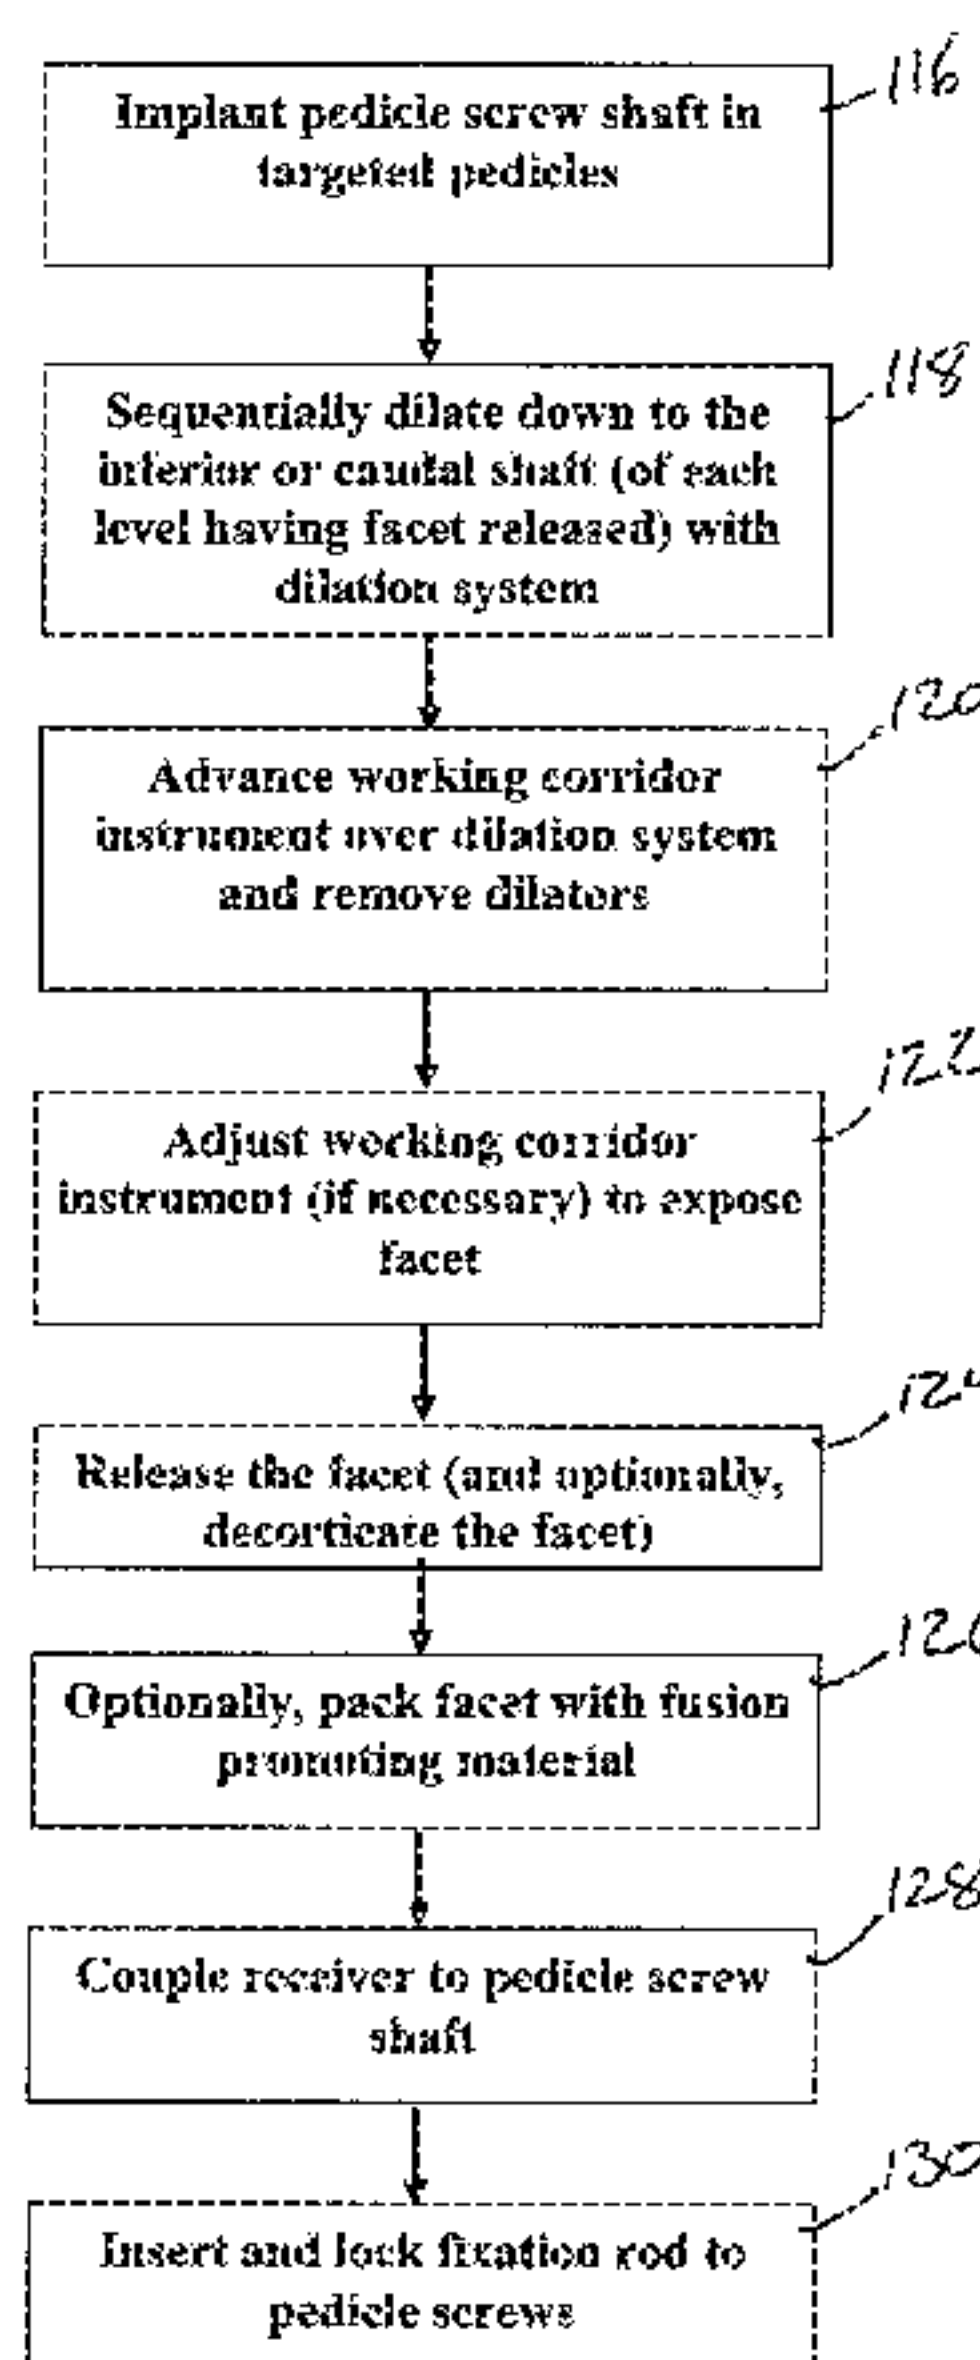 116
Implant pedicle screw shaft in
targeted pedicles
118
Sequentially dilate down to the
inferior or caudal shaft (of each
level having facet released) with
dilation system
120
Advance working corridor
instrument over dilation system
and remove dilators
122
Adjust working corridor
instrument (if necessary) to expose
facet
124
Release the facet (and optionally,
decorticate the facet)
126
Optionally, pack facet with fusion
promoting material
128
Couple receiver to pedicle screw
shaft
130
Insert and lock fixation rod to
pedicle screws